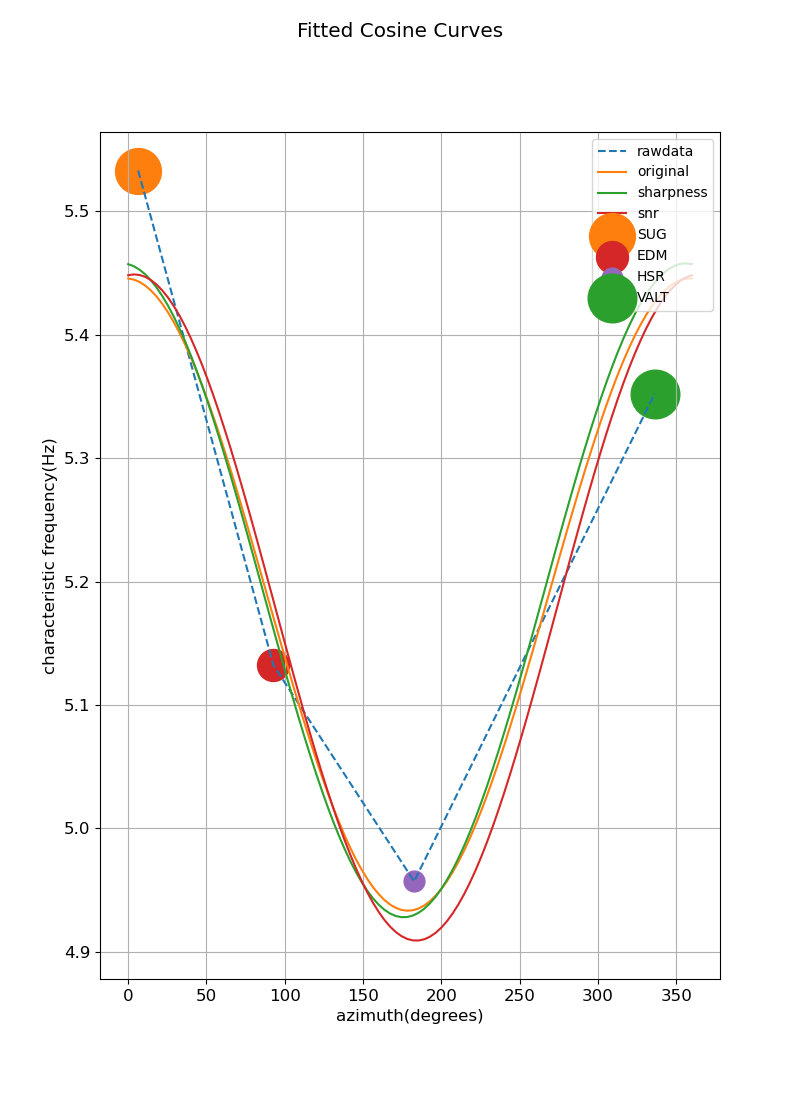 Fitted Cosine Curves
rawdata
original
sharpness
snr
SUG
EDM
HSR
VALT
characteristic frequency(Hz)
5.5
5.4
5.3
5.2
5.1
5.0
4.9
0 50 100 150 200 250 300 350
azimuth(degrees)